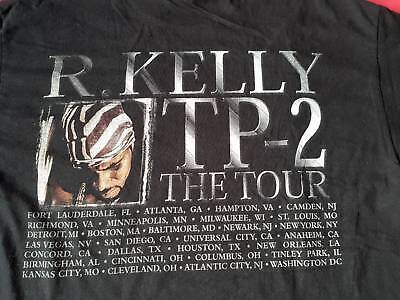 R. KELLY
TP-2
THE TOUR
FORT LAUDERDALE, FL • ATLANTA, GA • HAMPTON, VA • CAMDEN, NJ
RICHMOND, VA • MINNEAPOLIS, MN • MILWAUKEE, WI • ST. LOUIS, MO
DETROIT, MI • BOSTON, MA • BALTIMORE, MD • NEWARK, NJ • NEW YORK, NY
LAS VEGAS, NV • SAN DIEGO, CA • UNIVERSAL CITY, CA • ANAHEIM, CA
CONCORD, CA • DALLAS, TX • HOUSTON, TX • NEW ORLEANS, LA
BIRMINGHAM, AL • CINCINNATI, OH • COLUMBUS, OH • TINLEY PARK, IL
KANSAS CITY, MO • CLEVELAND, OH • ATLANTIC CITY, NJ • WASHINGTON DC